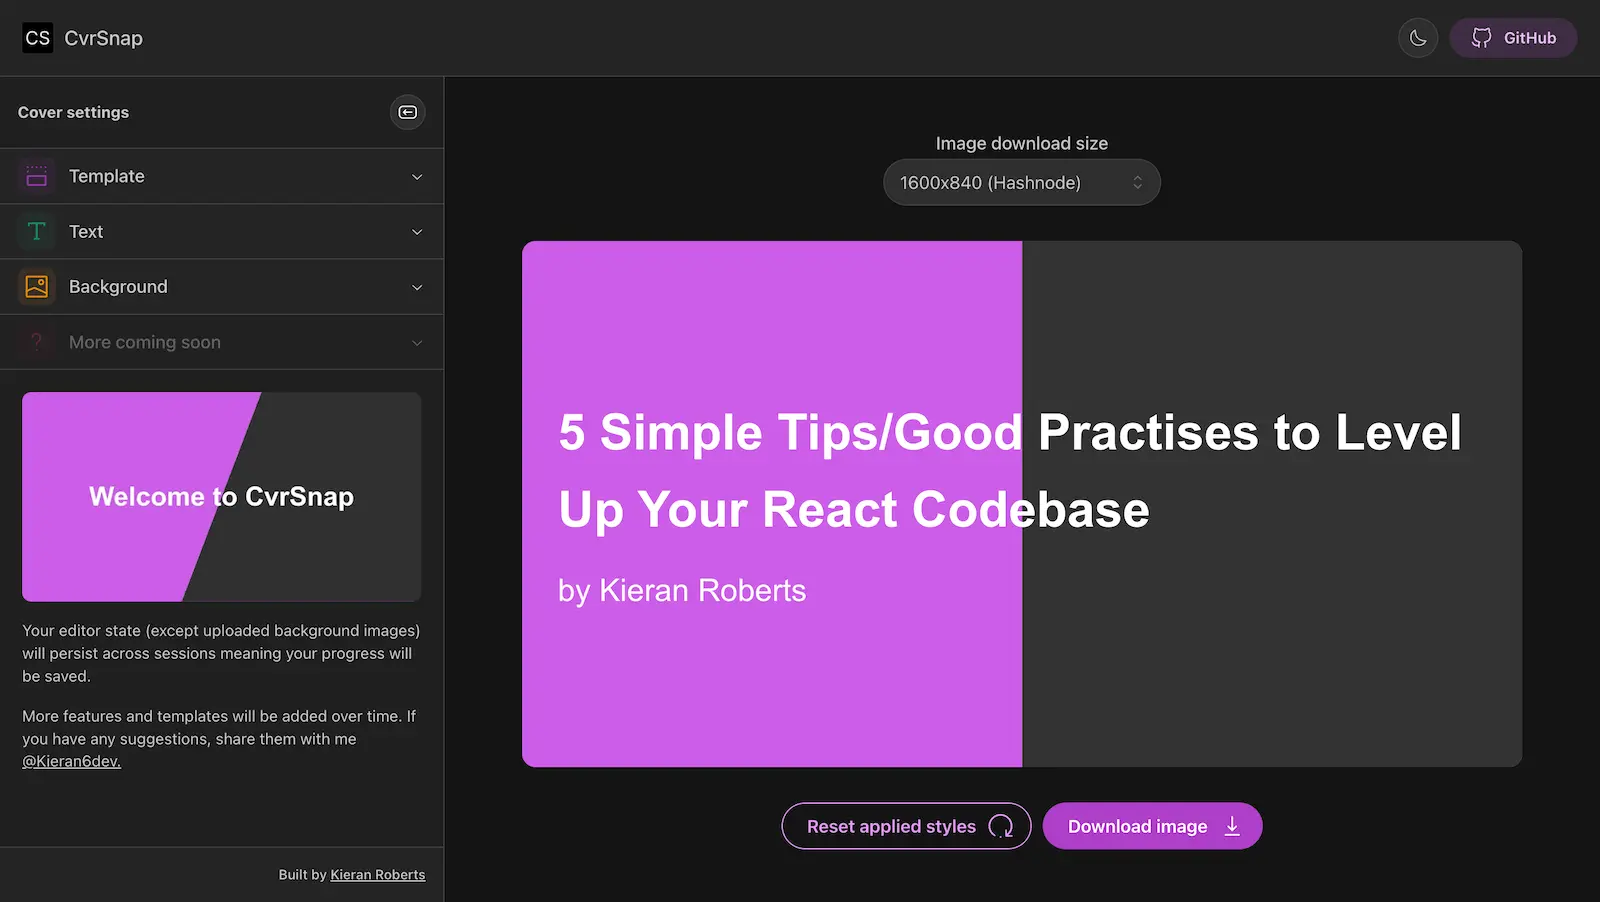 CS CvrSnap
GitHub
Cover settings
Template
Text
Background
? More coming soon
Welcome to CvrSnap
Your editor state (except uploaded background images)
will persist across sessions meaning your progress will
be saved.
More features and templates will be added over time. If
you have any suggestions, share them with me
@Kieran6dev.
Built by Kieran Roberts
Image download size
1600x840 (Hashnode)
5 Simple Tips/Good Practises to Level
Up Your React Codebase
by Kieran Roberts
Reset applied styles
Download image